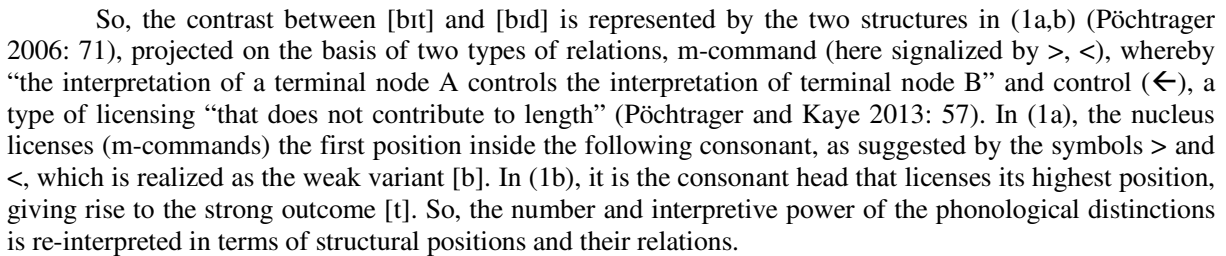 So, the contrast between [bɪt] and [bɪd] is represented by the two structures in (1a,b) (Pöchtrager
2006: 71), projected on the basis of two types of relations, m-command (here signalized by >, <), whereby
“the interpretation of a terminal node A controls the interpretation of terminal node B” and control (←), a
type of licensing “that does not contribute to length” (Pöchtrager and Kaye 2013: 57). In (1a), the nucleus
licenses (m-commands) the first position inside the following consonant, as suggested by the symbols > and
<, which is realized as the weak variant [b]. In (1b), it is the consonant head that licenses its highest position,
giving rise to the strong outcome [t]. So, the number and interpretive power of the phonological distinctions
is re-interpreted in terms of structural positions and their relations.